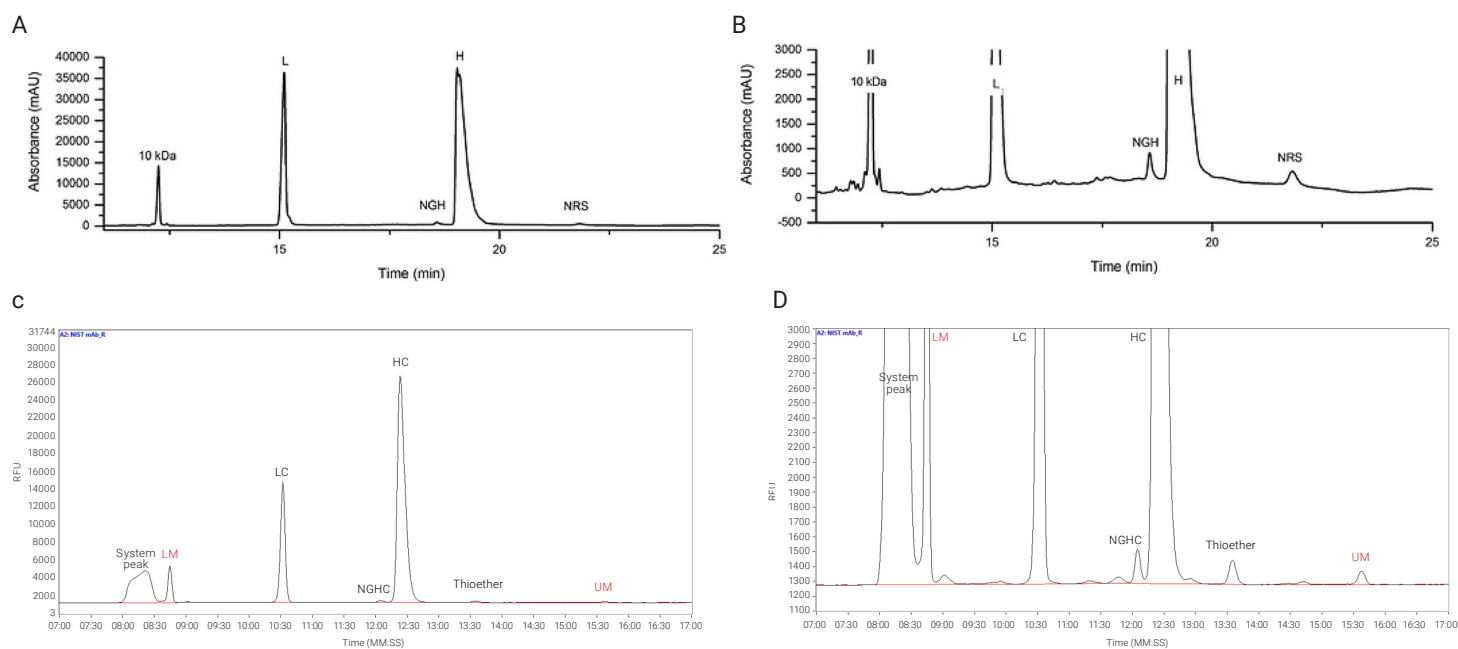 A
Absorbance (mAU)
40000
35000
30000
25000
20000
15000
10000
5000
0
10 kDa
L
NGH
H
NRS
15
20
25
Time (min)
B
Absorbance (mAU)
3000
2500
2000
1500
1000
500
0
-500
10 kDa
L
NGH
H
NRS
15
20
25
Time (min)
C
A2: NIST mAb_R
RFU
31744
30000
28000
26000
24000
22000
20000
18000
16000
14000
12000
10000
8000
6000
4000
2000
3
System
peak
LM
LC
NGHC
HC
Thioether
UM
07:00 07:30 08:00 08:30 09:00 09:30 10:00 10:30 11:00 11:30 12:00 12:30 13:00 13:30 14:00 14:30 15:00 15:30 16:00 16:30 17:00
Time (MM:SS)
D
A2: NIST mAb_R
RFU
3000
2900
2800
2700
2600
2500
2400
2300
2200
2100
2000
1900
1800
1700
1600
1500
1400
1300
1200
1100
System
peak
LM
LC
NGHC
HC
Thioether
UM
07:00 07:30 08:00 08:30 09:00 09:30 10:00 10:30 11:00 11:30 12:00 12:30 13:00 13:30 14:00 14:30 15:00 15:30 16:00 16:30 17:00
Time (MM:SS)